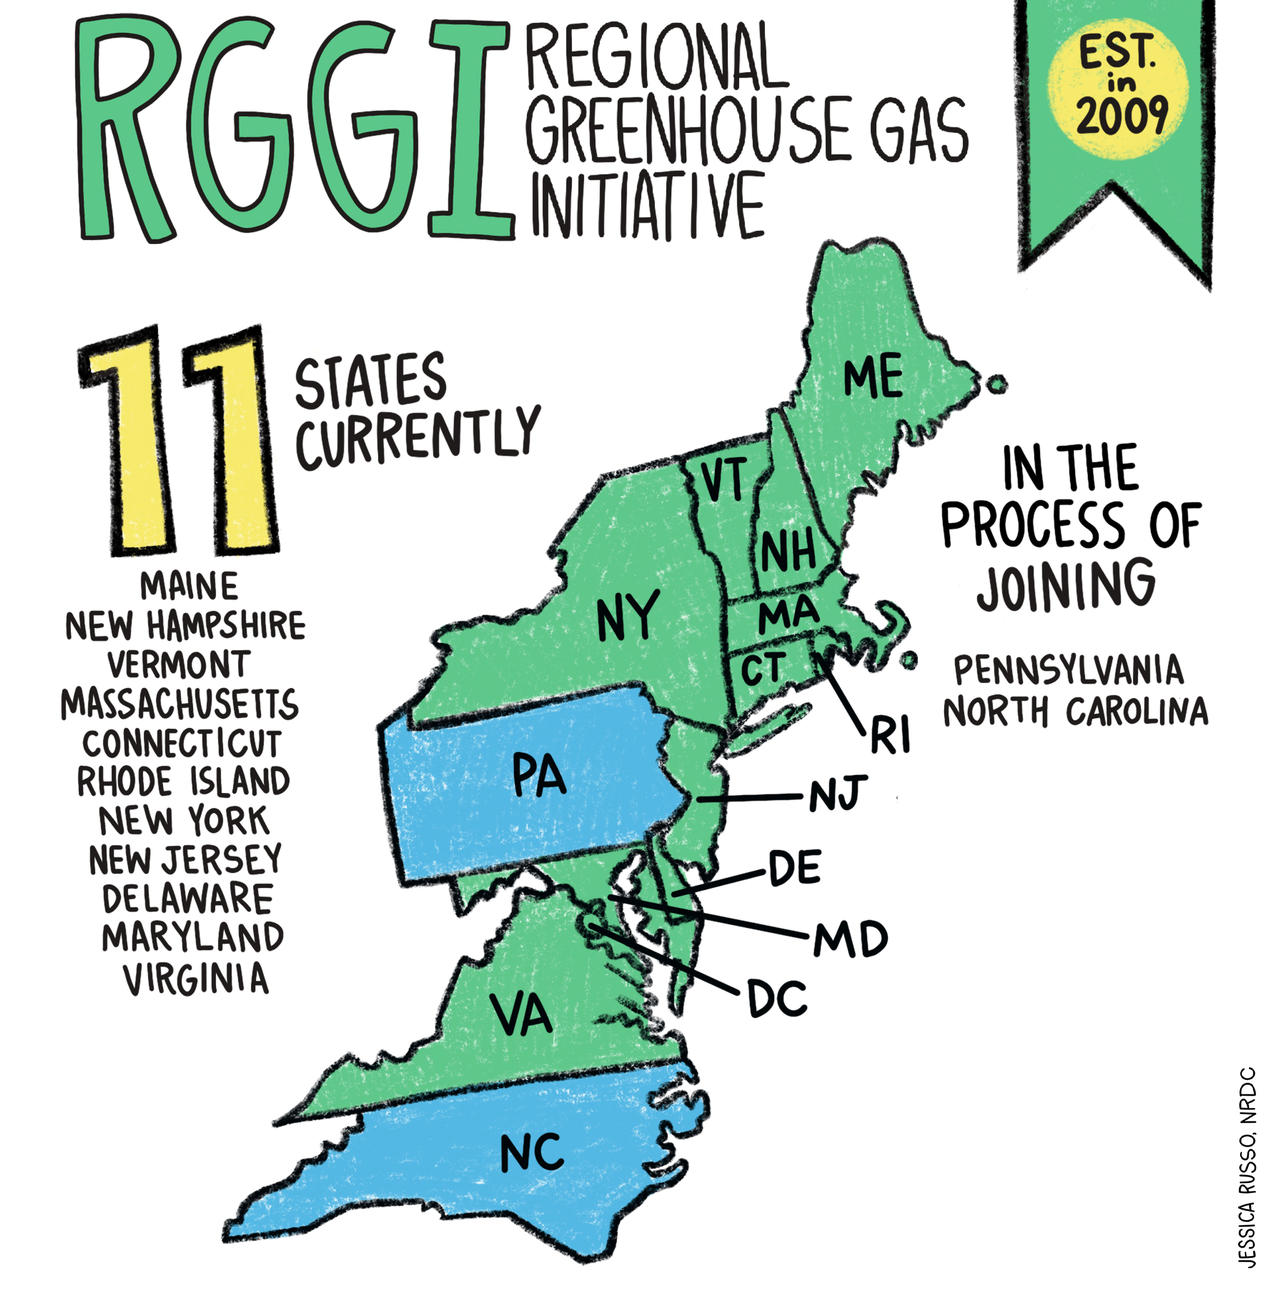 RGGI
REGIONAL
GREENHOUSE GAS
INITIATIVE
EST.
in
2009
11
STATES
CURRENTLY
MAINE
NEW HAMPSHIRE
VERMONT
MASSACHUSETTS
CONNECTICUT
RHODE ISLAND
NEW YORK
NEW JERSEY
DELAWARE
MARYLAND
VIRGINIA
ME
VT
NH
NY
MA
CT
RI
PA
NJ
DE
MD
DC
VA
NC
IN THE
PROCESS OF
JOINING
PENNSYLVANIA
NORTH CAROLINA
JESSICA RUSSO, NRDC